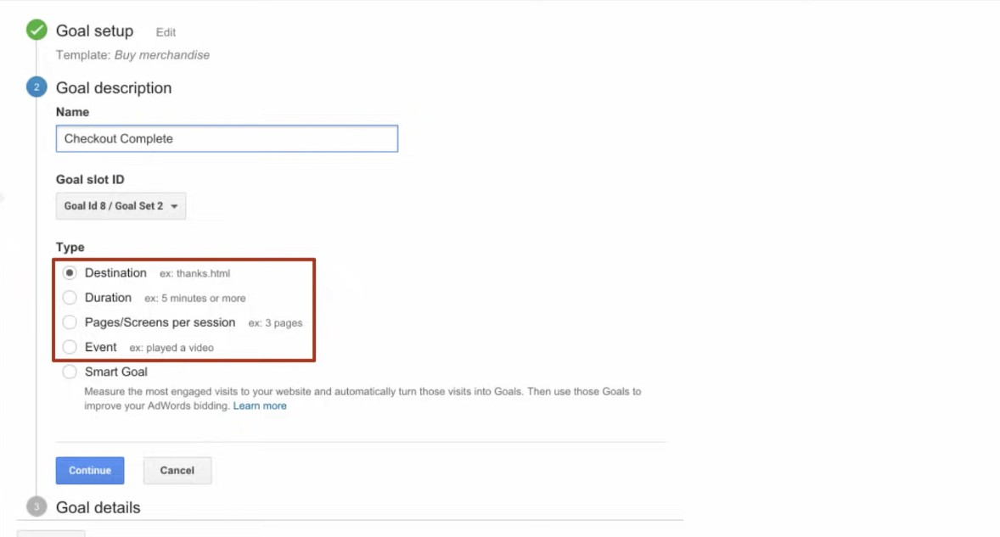 Goal setup Edit
Template: Buy merchandise
2 Goal description
Name
Checkout Complete
Goal slot ID
Goal Id 8 / Goal Set 2
Type
Destination ex: thanks.html
Duration ex: 5 minutes or more
Pages/Screens per session ex: 3 pages
Event ex: played a video
Smart Goal
Measure the most engaged visits to your website and automatically turn those visits into Goals. Then use those Goals to
improve your AdWords bidding. Learn more
Continue Cancel
3 Goal details